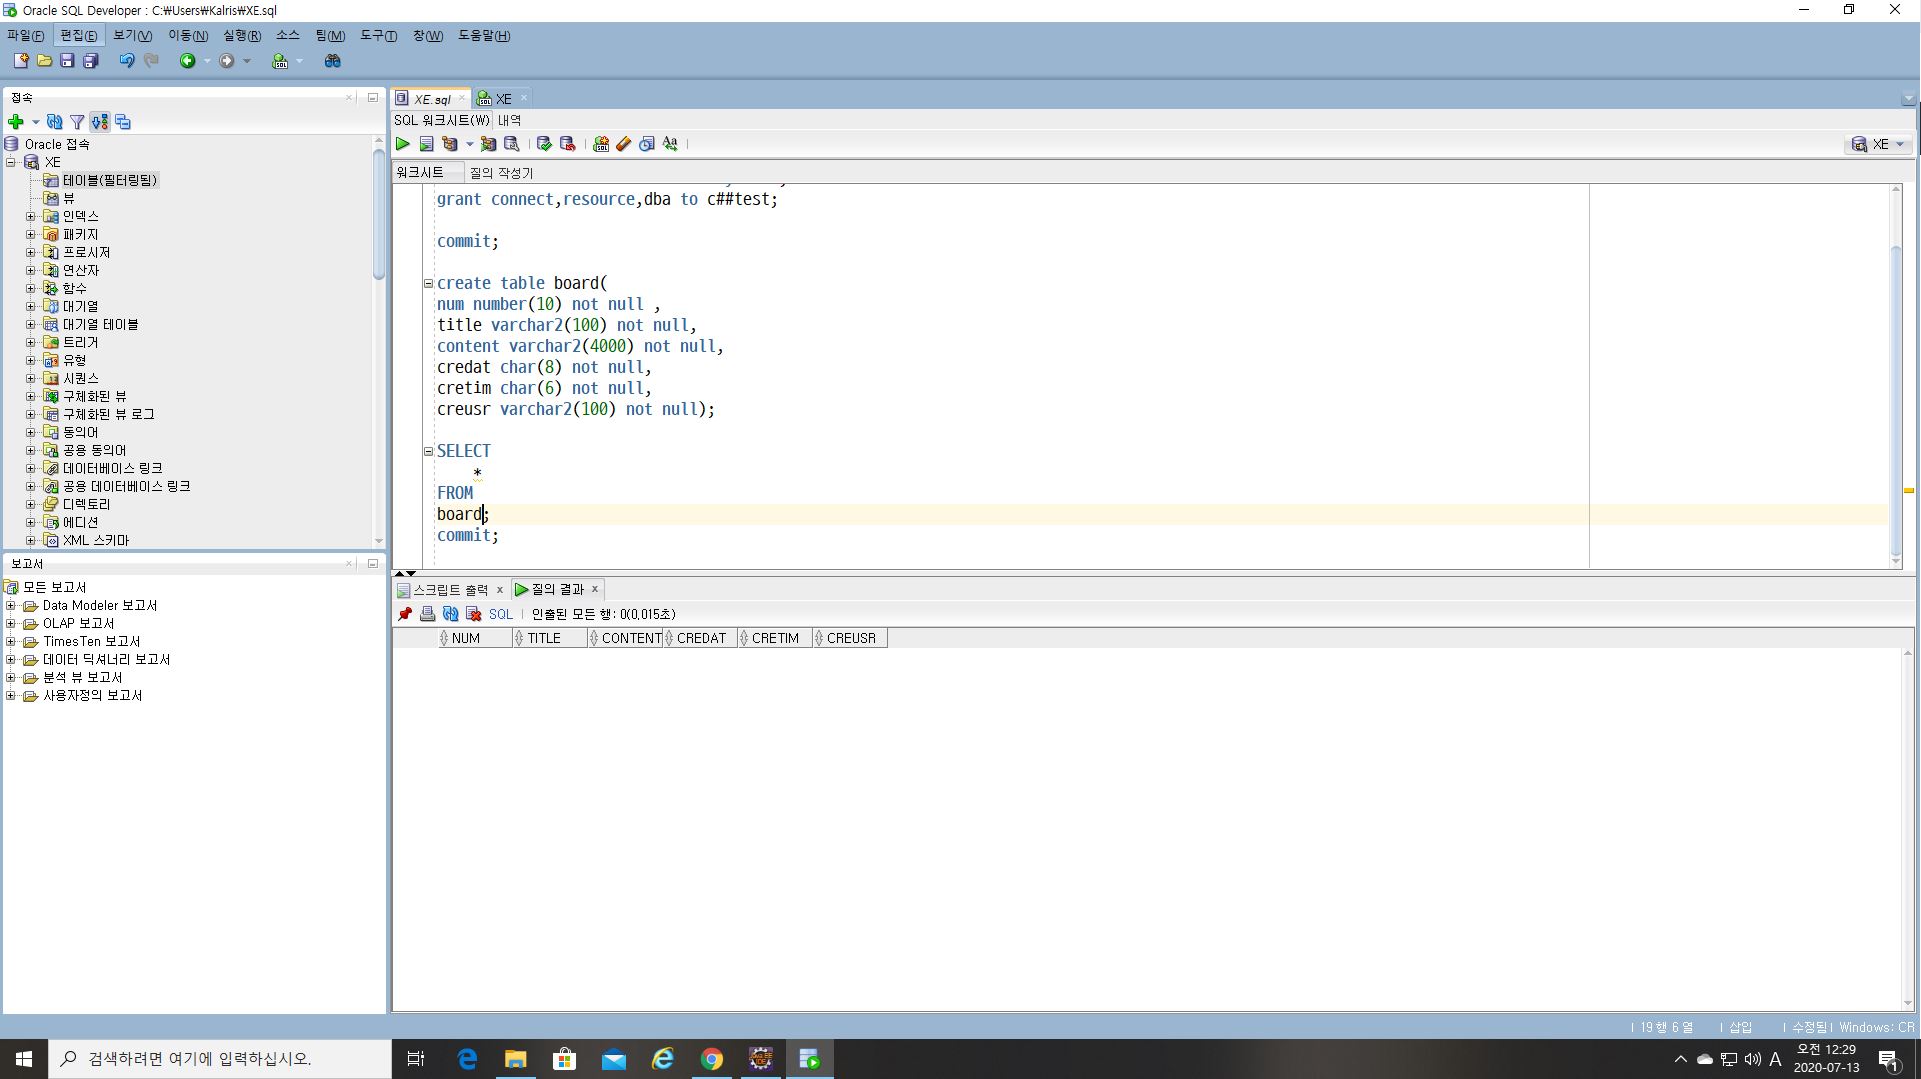 Oracle SQL Developer : C:₩Users₩Kalris₩XE.sql
파일(F) 편집(E) 보기(V) 이동(N) 실행(R) 소스 팀(M) 도구(T) 창(W) 도움말(H)
접속
Oracle 접속
XE
테이블(필터링됨)
뷰
인덱스
패키지
프로시저
연산자
함수
대기열
대기열 테이블
트리거
유형
시퀀스
구체화된 뷰
구체화된 뷰 로그
동의어
공용 동의어
데이터베이스 링크
공용 데이터베이스 링크
디렉토리
에디션
XML 스키마
보고서
모든 보고서
Data Modeler 보고서
OLAP 보고서
TimesTen 보고서
데이터 딕셔너리 보고서
분석 뷰 보고서
사용자정의 보고서
XE.sql XE
SQL 워크시트(W) 내역
XE
워크시트 질의 작성기
grant connect,resource,dba to c##test;
commit;
create table board(
num number(10) not null ,
title varchar2(100) not null,
content varchar2(4000) not null,
credat char(8) not null,
cretim char(6) not null,
creusr varchar2(100) not null);
SELECT
*
FROM
board;
commit;
스크립트 출력 질의 결과
SQL 인출된 모든 행: 0(0,015초)
NUM TITLE CONTENT CREDAT CRETIM CREUSR
19 행 6 열 삽입 수정됨 Windows: CR
검색하려면 여기에 입력하십시오.
A 오전 12:29
2020-07-13
1